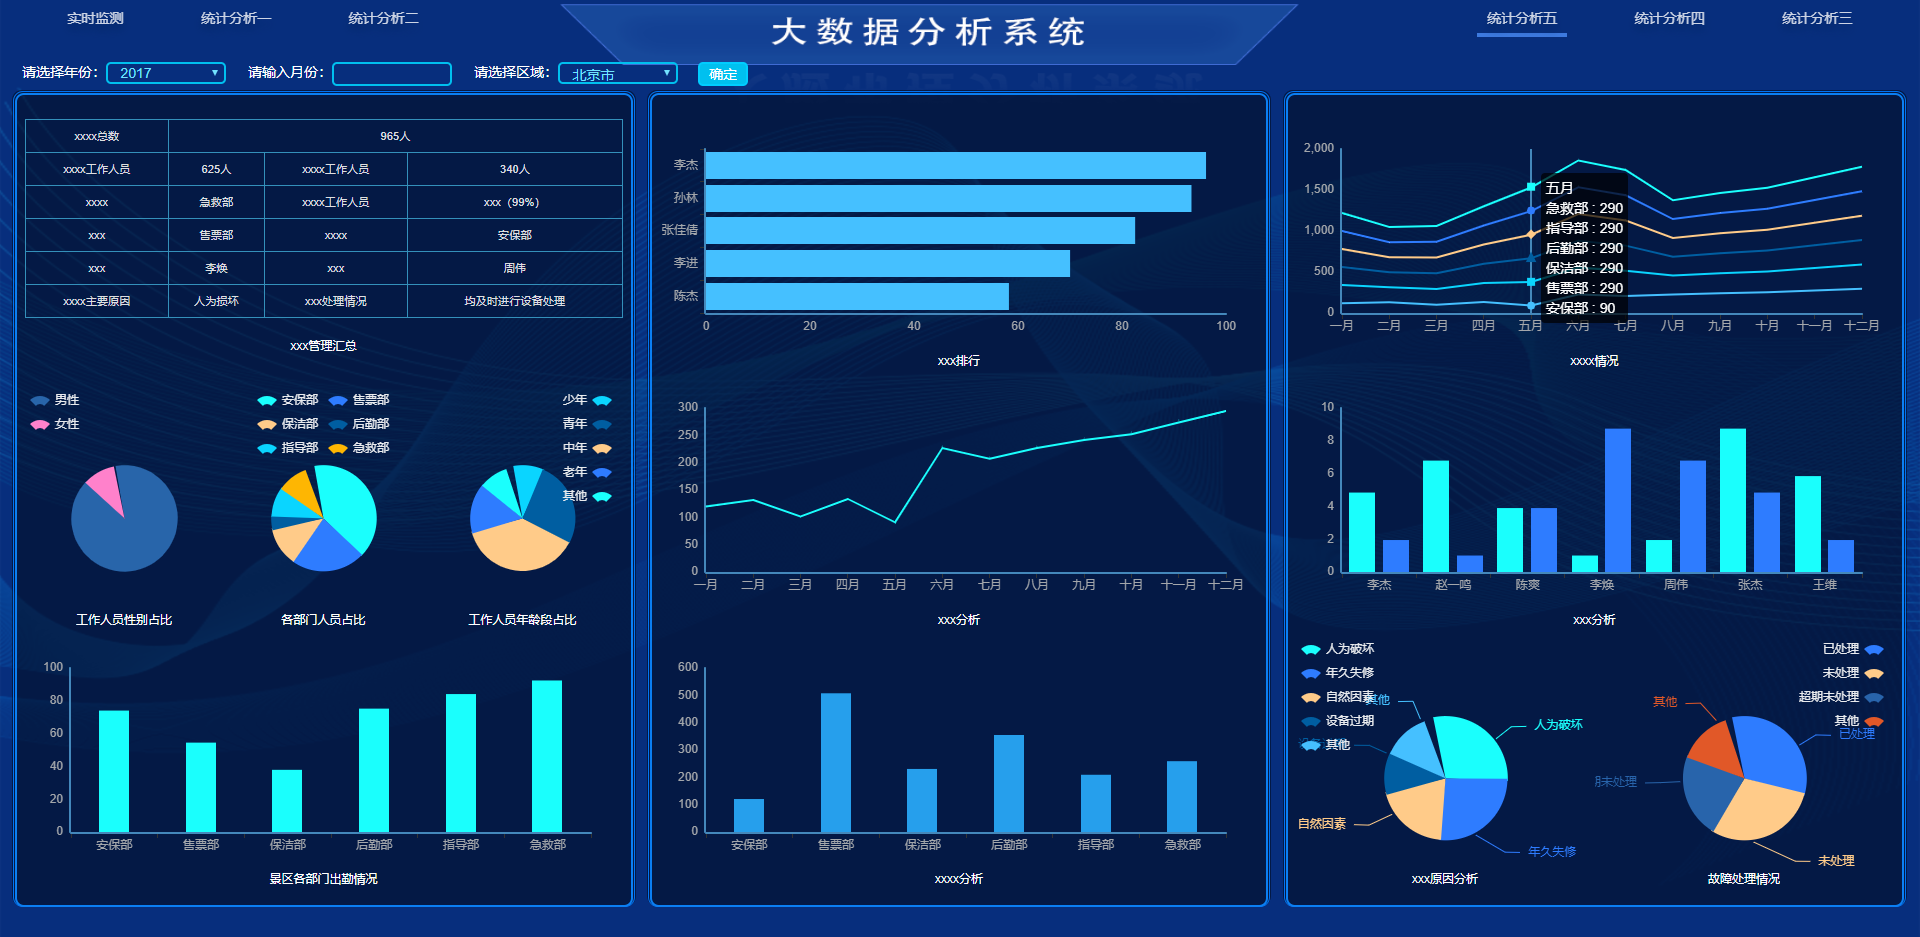 实时监测 统计分析一 统计分析二 大数据分析系统 统计分析五 统计分析四 统计分析三
请选择年份： 2017 请输入月份： 请选择区域： 北京市 确定
xxxx总数 965人
xxxx工作人员 625人 xxxx工作人员 340人
xxxx 急救部 xxxx工作人员 xxx（99%）
xxx 售票部 xxxx 安保部
xxx 李焕 xxx 周伟
xxxx主要原因 人为损坏 xxx处理情况 均及时进行设备处理
xxx管理汇总
男性
女性
安保部 售票部
保洁部 后勤部
指导部 急救部
少年
青年
中年
老年
其他
工作人员性别占比 各部门人员占比 工作人员年龄段占比
100
80
60
40
20
0
安保部 售票部 保洁部 后勤部 指导部 急救部
景区各部门出勤情况
李杰
孙林
张佳倩
李进
陈杰
0 20 40 60 80 100
xxx排行
300
250
200
150
100
50
0
一月 二月 三月 四月 五月 六月 七月 八月 九月 十月 十一月 十二月
xxx分析
600
500
400
300
200
100
0
安保部 售票部 保洁部 后勤部 指导部 急救部
xxxx分析
2,000
1,500
1,000
500
0
五月
急救部 : 290
指导部 : 290
后勤部 : 290
保洁部 : 290
售票部 : 290
安保部 : 90
一月 二月 三月 四月 五月 六月 七月 八月 九月 十月 十一月 十二月
xxxx情况
10
8
6
4
2
0
李杰 赵一鸣 陈爽 李焕 周伟 张杰 王维
xxx分析
人为破坏
年久失修
自然因素
设备过期
其他
其他
人为破坏
自然因素
年久失修
xxx原因分析
已处理
未处理
超期未处理
其他
其他
已处理
期未处理
未处理
故障处理情况